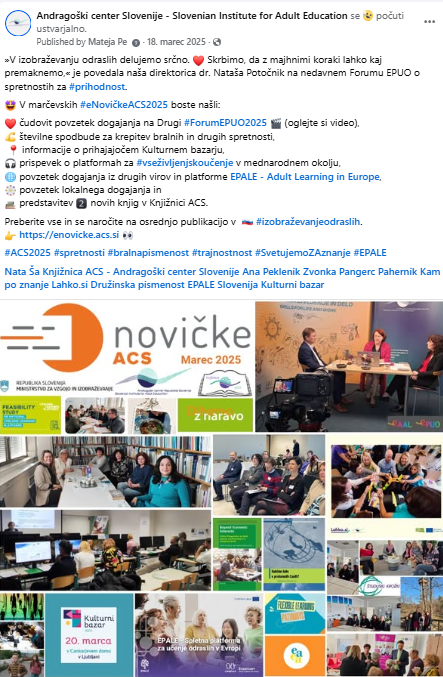 Andragoški center Slovenije - Slovenian Institute for Adult Education se 😉 počuti
ustvarjalno.
Published by Mateja Pe · 18. marec 2025 ·
»V izobraževanju odraslih delujemo srčno. ❤️ Skrbimo, da z majhnimi koraki lahko kaj
premaknemo,« je povedala naša direktorica dr. Nataša Potočnik na nedavnem Forumu EPUO o
spretnostih za #prihodnost.
🤩 V marčevskih #eNovičkeACS2025 boste našli:
❤️ čudovit povzetek dogajanja na Drugi #ForumEPUO2025 🎬 (oglejte si video),
💪 številne spodbude za krepitev bralnih in drugih spretnosti,
📍 informacije o prihajajočem Kulturnem bazarju,
🎧 prispevek o platformah za #vseživljenjskoučenje v mednarodnem okolju,
🌐 povzetek dogajanja iz drugih virov in platforme EPALE - Adult Learning in Europe,
🎡 povzetek lokalnega dogajanja in
📚 predstavitev 2️⃣ novih knjig v Knjižnici ACS.
Preberite vse in se naročite na osrednjo publikacijo v 🇸🇮 #izobraževanjeodraslih.
👉 https://enovicke.acs.si 👀
#ACS2025 #spretnosti #bralnapismenost #trajnostnost #SvetujemoZAznanje #EPALE
Nata Ša Knjižnica ACS - Andragoški center Slovenije Ana Peklenik Zvonka Pangerc Pahernik Kam
po znanje Lahko.si Družinska pismenost EPALE Slovenija Kulturni bazar
novičke
ACS
Marec 2025
REPUBLIKA SLOVENIJA
MINISTRSTVO ZA VZGOJO IN IZOBRAŽEVANJE
FEASIBILITY
STUDY
z naravo
Kulturni
bazar
20. marca
v Cankarjevem domu
v Ljubljani
EPALE - Spletna platforma
za učenje odraslih v Evropi
FLEXIBLE LEARNING